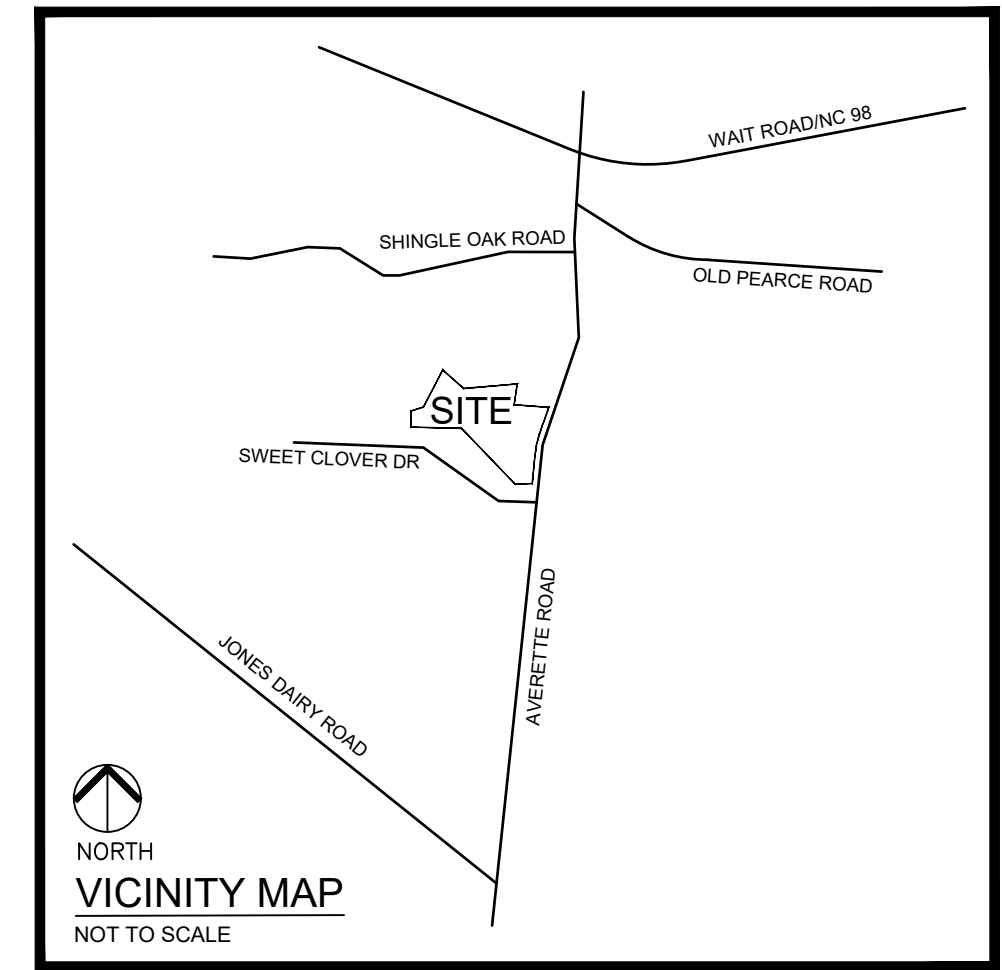 WAIT ROAD/NC 98
SHINGLE OAK ROAD
OLD PEARCE ROAD
SITE
SWEET CLOVER DR
AVERETTE ROAD
JONES DAIRY ROAD
NORTH
VICINITY MAP
NOT TO SCALE